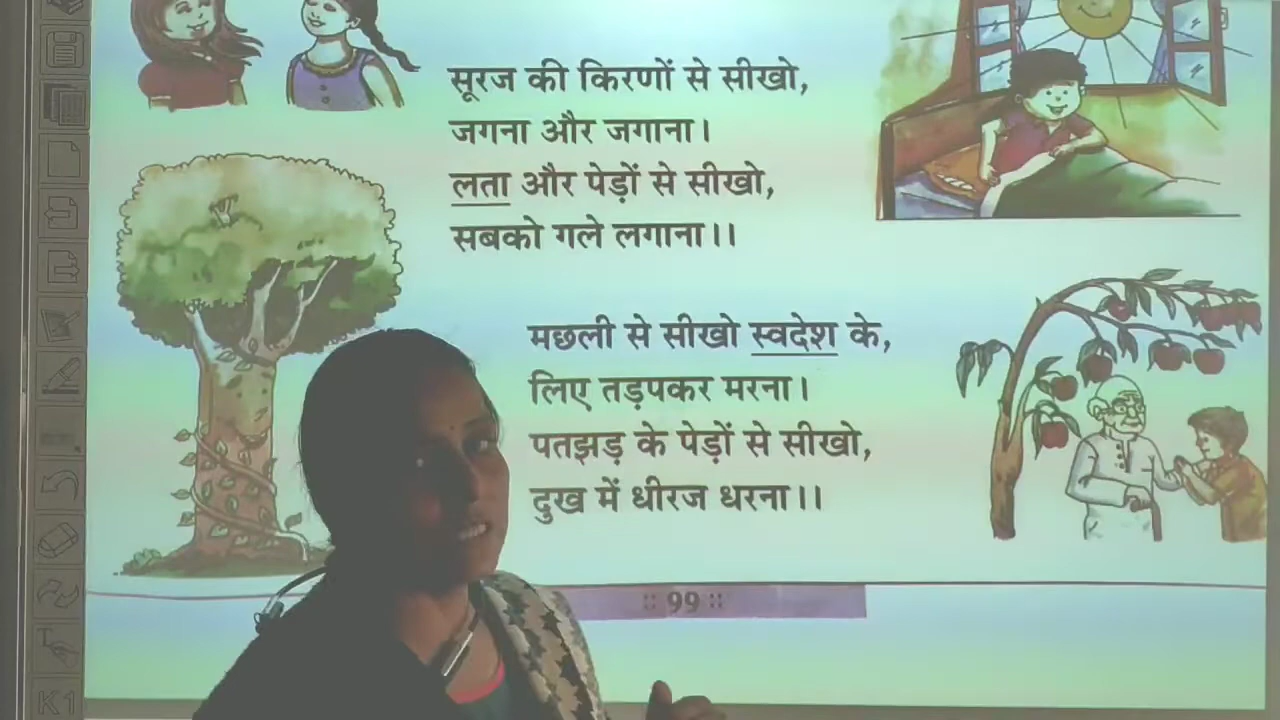 सूरज की किरणों से सीखो,
जगना और जगाना।
लता और पेड़ों से सीखो,
सबको गले लगाना।।
मछली से सीखो स्वदेश के,
लिए तड़पकर मरना।
पतझड़ के पेड़ों से सीखो,
दुख में धीरज धरना।।
:: 99 ::
T
K1